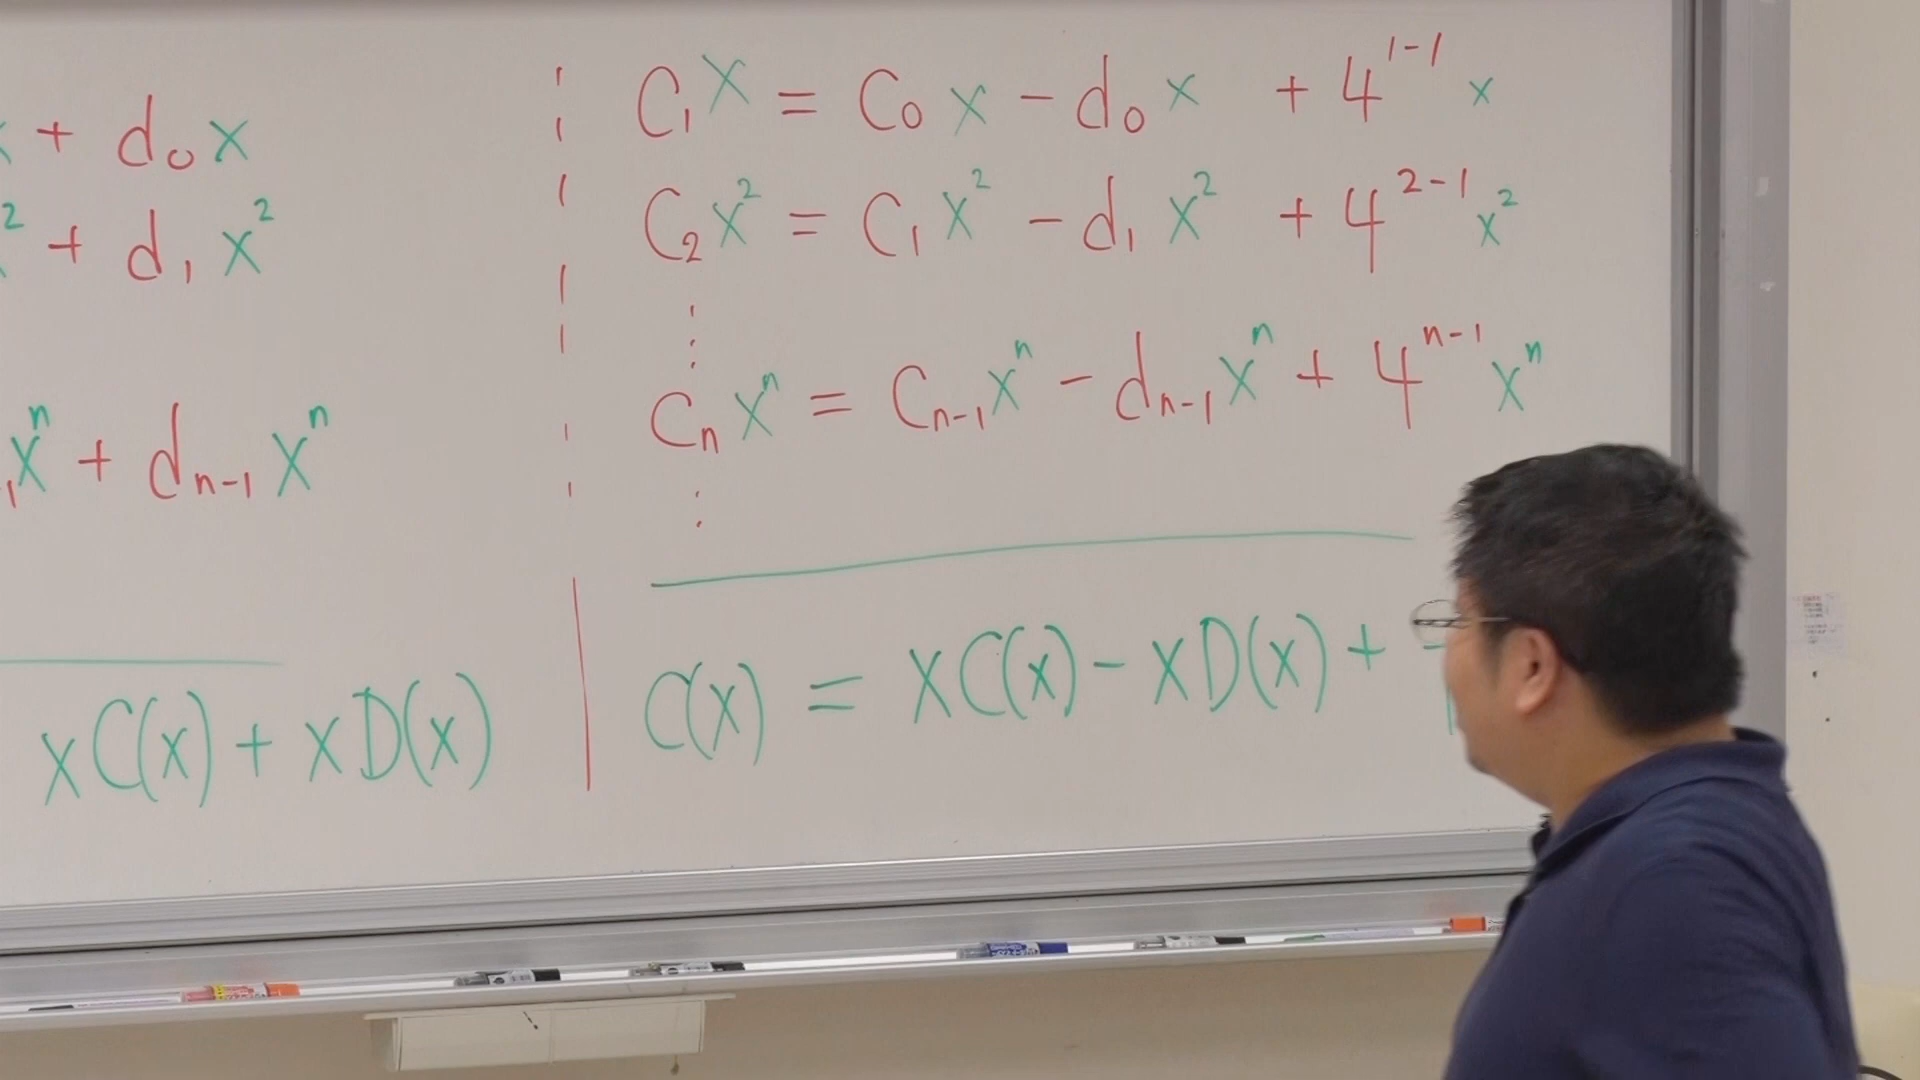 x + d₀x
² + d₁x²
₁xⁿ + dₙ₋₁xⁿ
xC(x) + xD(x)
C₁x = C₀x - d₀x + 4¹⁻¹x
C₂x² = C₁x² - d₁x² + 4²⁻¹x²
⋮
Cₙxⁿ = Cₙ₋₁xⁿ - dₙ₋₁xⁿ + 4ⁿ⁻¹xⁿ
⋮
C(x) = xC(x) - xD(x) +